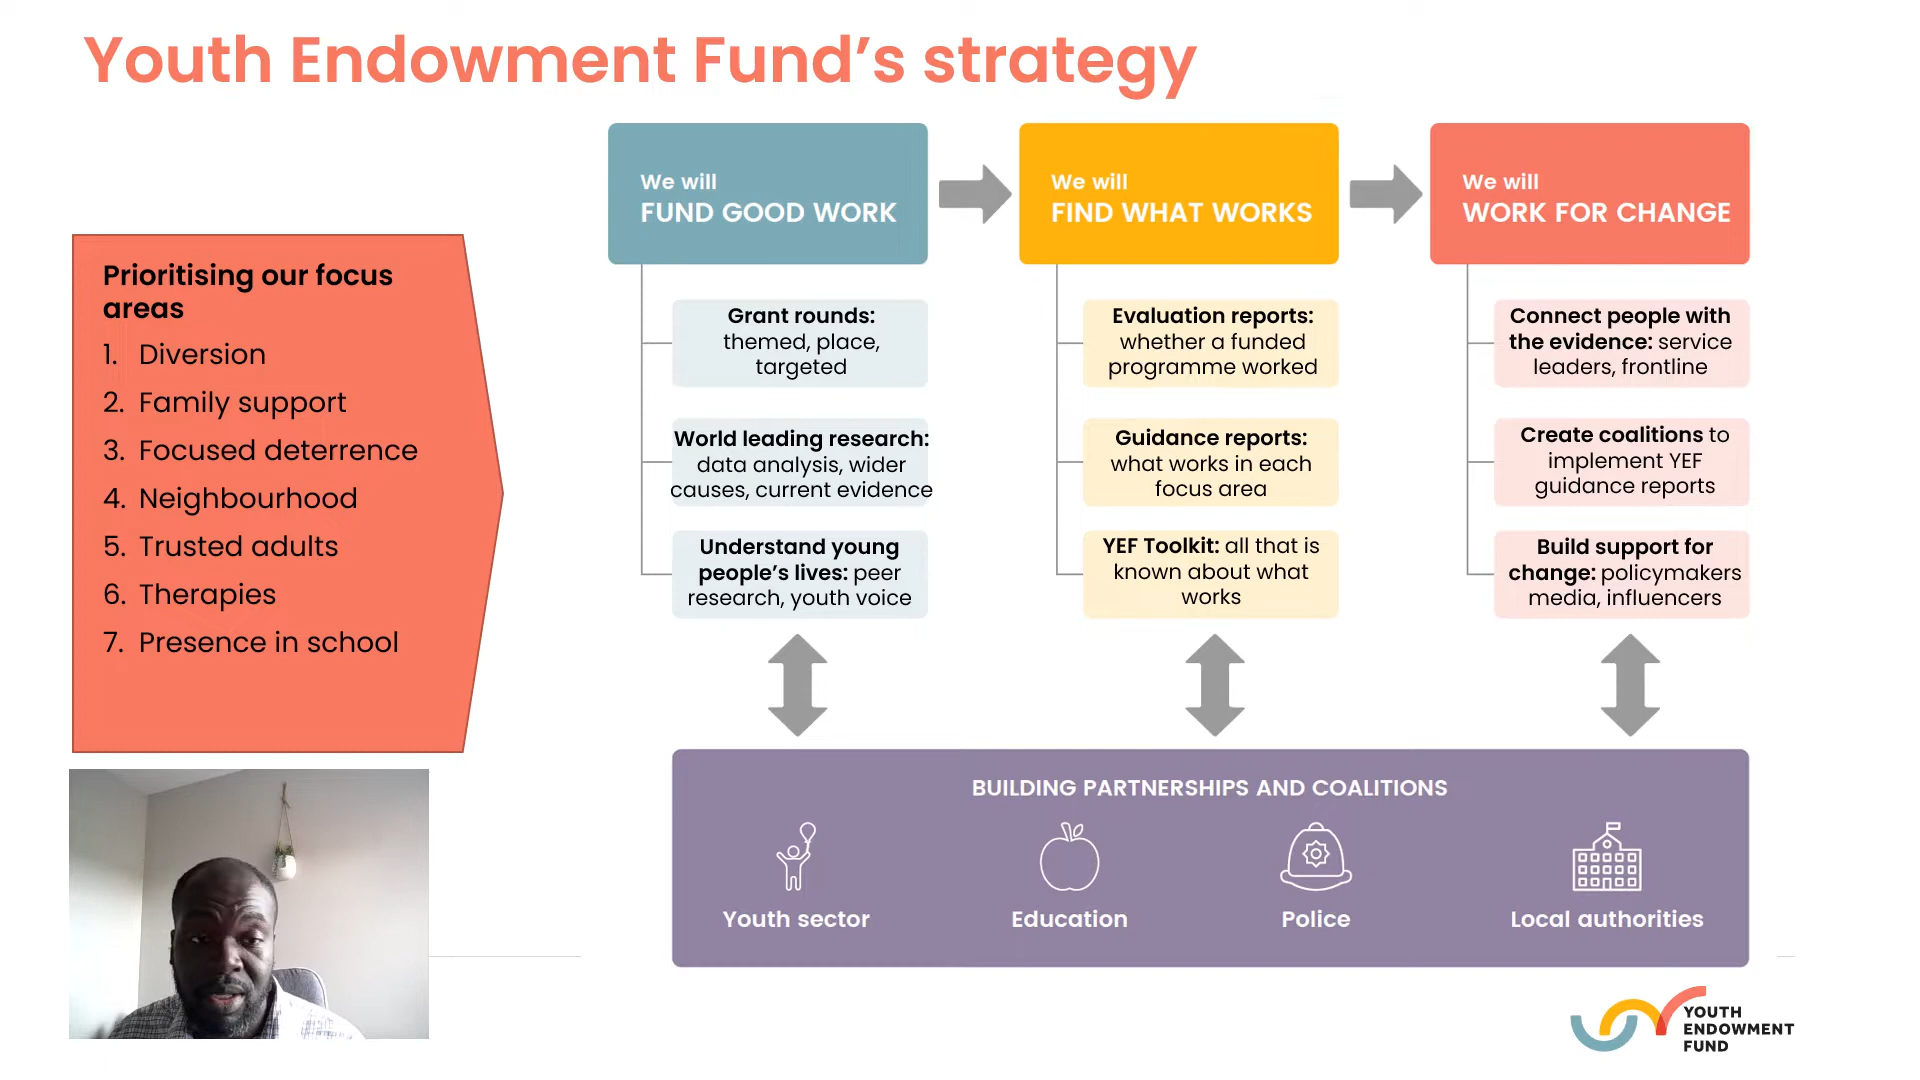 Youth Endowment Fund’s strategy
Prioritising our focus
areas
1. Diversion
2. Family support
3. Focused deterrence
4. Neighbourhood
5. Trusted adults
6. Therapies
7. Presence in school
We will
FUND GOOD WORK
Grant rounds:
themed, place,
targeted
World leading research:
data analysis, wider
causes, current evidence
Understand young
people’s lives: peer
research, youth voice
We will
FIND WHAT WORKS
Evaluation reports:
whether a funded
programme worked
Guidance reports:
what works in each
focus area
YEF Toolkit: all that is
known about what
works
We will
WORK FOR CHANGE
Connect people with
the evidence: service
leaders, frontline
Create coalitions to
implement YEF
guidance reports
Build support for
change: policymakers
media, influencers
BUILDING PARTNERSHIPS AND COALITIONS
Youth sector
Education
Police
Local authorities
YOUTH
ENDOWMENT
FUND